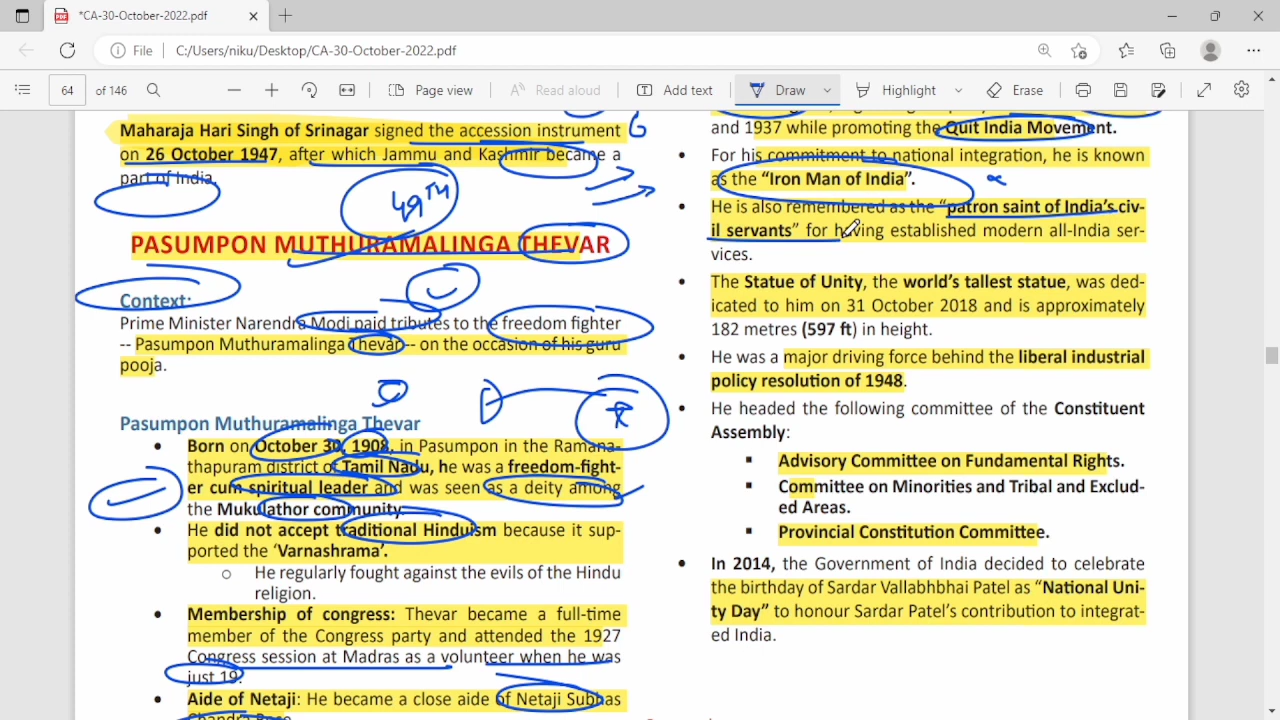 *CA-30-October-2022.pdf
File
C:/Users/niku/Desktop/CA-30-October-2022.pdf
64
of 146
Page view
Read aloud
Add text
Draw
Highlight
Erase
Maharaja Hari Singh of Srinagar signed the accession instrument
on 26 October 1947, after which Jammu and Kashmir became a
part of India.
49TH
PASUMPON MUTHURAMALINGA THEVAR
Context:
Prime Minister Narendra Modi paid tributes to the freedom fighter
-- Pasumpon Muthuramalinga Thevar-- on the occasion of his guru
pooja.
Pasumpon Muthuramalinga Thevar
• Born on October 30, 1908, in Pasumpon in the Ramana-
thapuram district of Tamil Nadu, he was a freedom-fight-
er cum spiritual leader and was seen as a deity among
the Mukulathor community.
• He did not accept traditional Hinduism because it sup-
ported the ‘Varnashrama’.
o He regularly fought against the evils of the Hindu
religion.
• Membership of congress: Thevar became a full-time
member of the Congress party and attended the 1927
Congress session at Madras as a volunteer when he was
just 19.
• Aide of Netaji: He became a close aide of Netaji Subhas
Chandra Bose
and 1937 while promoting the Quit India Movement.
• For his commitment to national integration, he is known
as the “Iron Man of India”.
• He is also remembered as the “patron saint of India’s civ-
il servants” for having established modern all-India ser-
vices.
• The Statue of Unity, the world’s tallest statue, was ded-
icated to him on 31 October 2018 and is approximately
182 metres (597 ft) in height.
• He was a major driving force behind the liberal industrial
policy resolution of 1948.
• He headed the following committee of the Constituent
Assembly:
▪ Advisory Committee on Fundamental Rights.
▪ Committee on Minorities and Tribal and Exclud-
ed Areas.
▪ Provincial Constitution Committee.
• In 2014, the Government of India decided to celebrate
the birthday of Sardar Vallabhbhai Patel as “National Uni-
ty Day” to honour Sardar Patel’s contribution to integrat-
ed India.